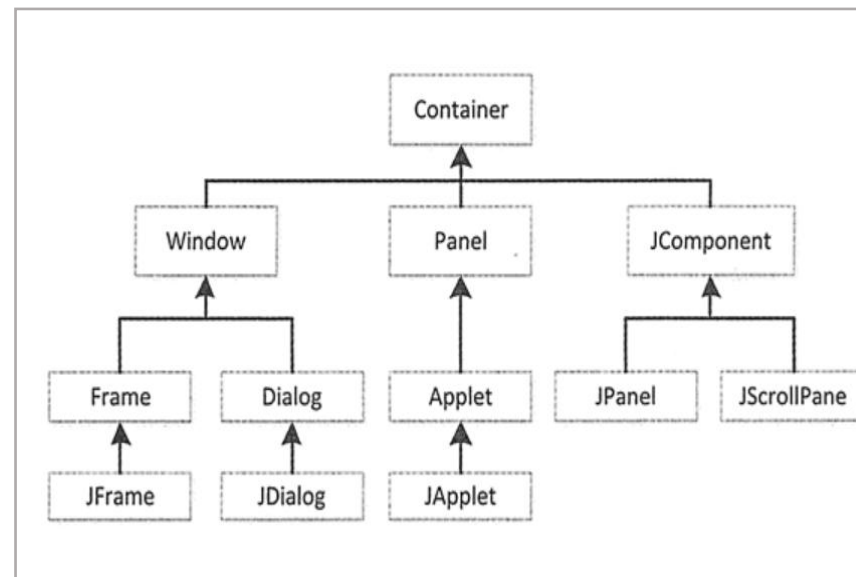 Container
Window Panel JComponent
Frame Dialog Applet JPanel JScrollPane
JFrame JDialog JApplet